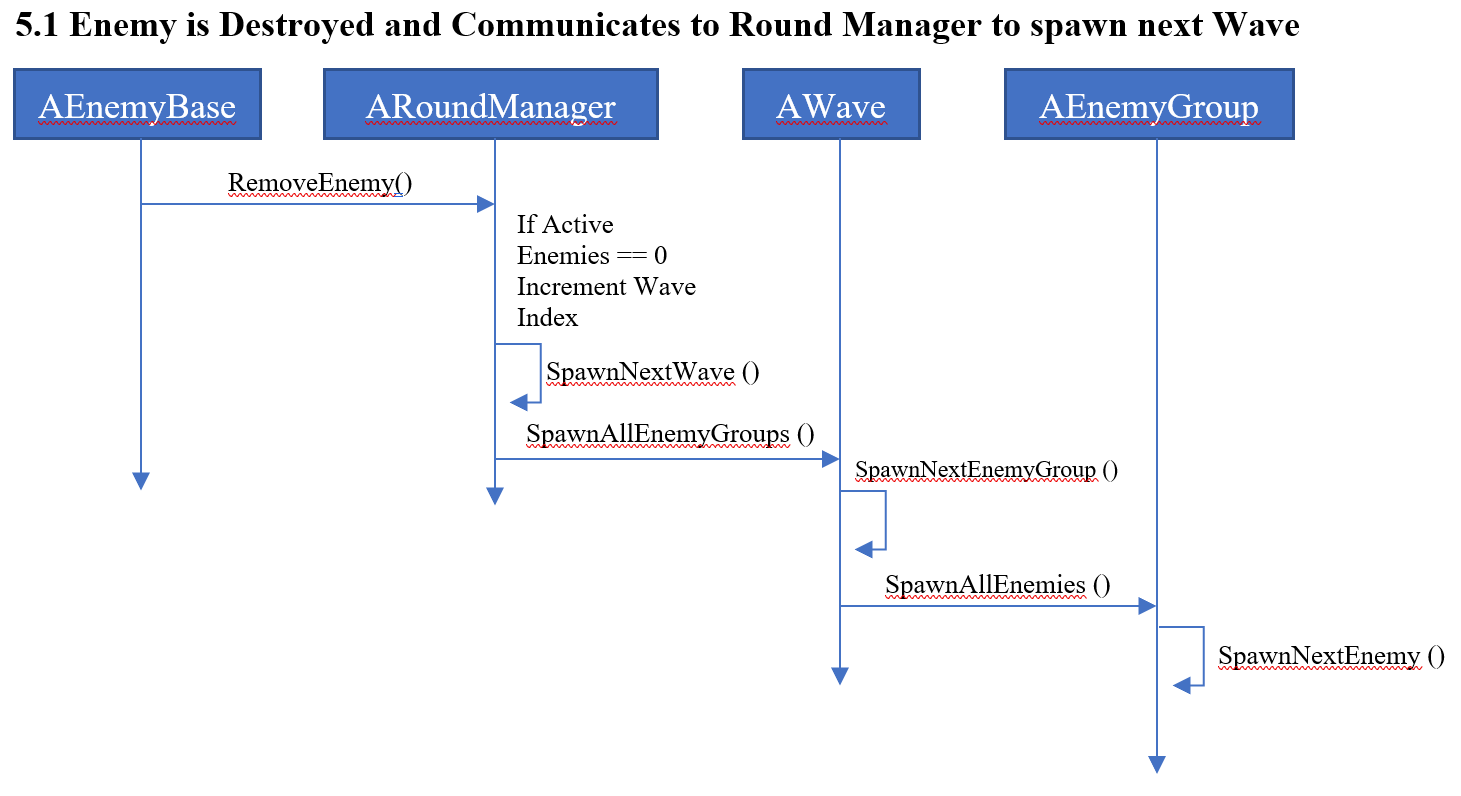 5.1 Enemy is Destroyed and Communicates to Round Manager to spawn next Wave
AEnemyBase
ARoundManager
AWave
AEnemyGroup
RemoveEnemy()
If Active
Enemies == 0
Increment Wave
Index
SpawnNextWave ()
SpawnAllEnemyGroups ()
SpawnNextEnemyGroup ()
SpawnAllEnemies ()
SpawnNextEnemy ()